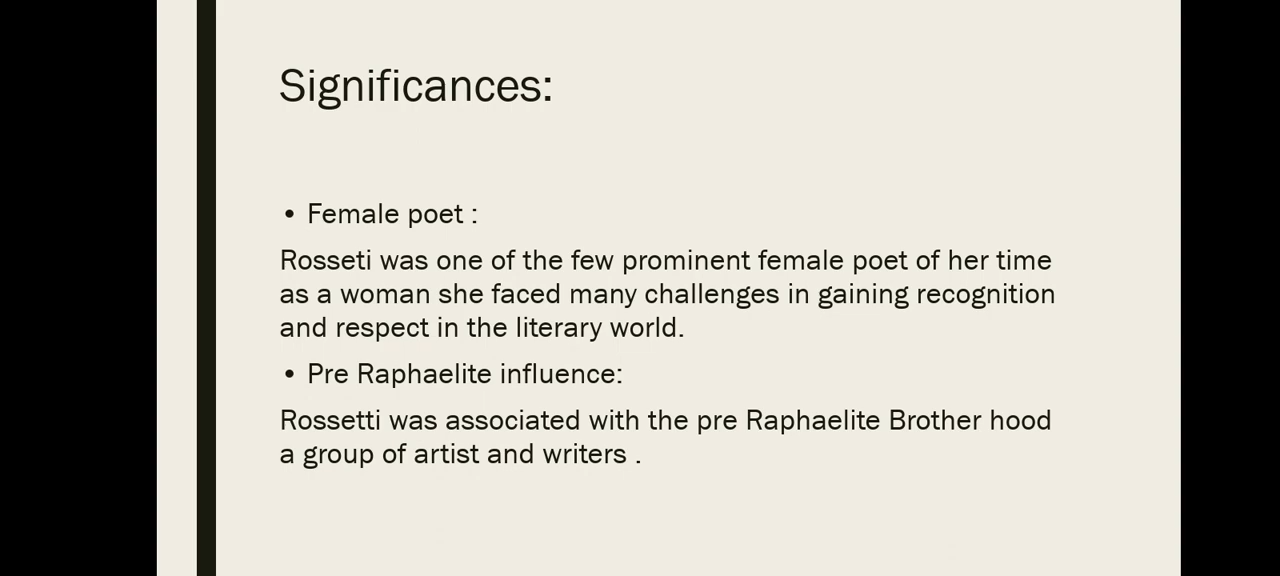 Significances:
• Female poet :
Rosseti was one of the few prominent female poet of her time
as a woman she faced many challenges in gaining recognition
and respect in the literary world.
• Pre Raphaelite influence:
Rossetti was associated with the pre Raphaelite Brother hood
a group of artist and writers .